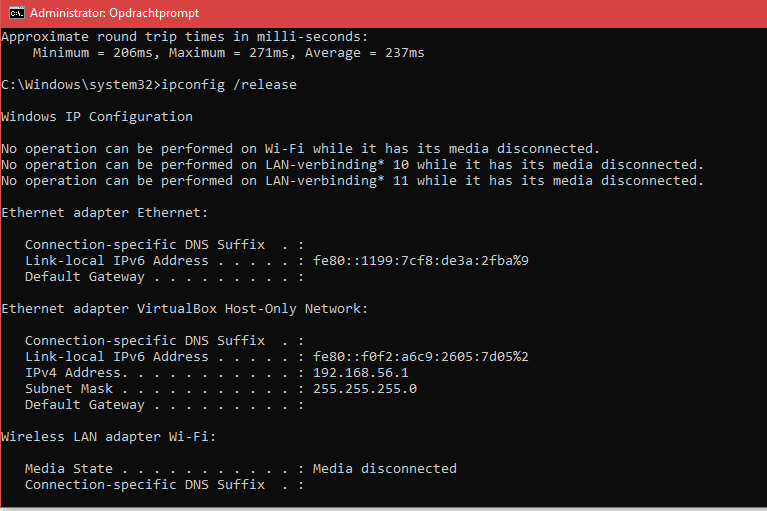 Administrator: Opdrachtprompt
Approximate round trip times in milli-seconds:
    Minimum = 206ms, Maximum = 271ms, Average = 237ms
C:\Windows\system32>ipconfig /release
Windows IP Configuration
No operation can be performed on Wi-Fi while it has its media disconnected.
No operation can be performed on LAN-verbinding* 10 while it has its media disconnected.
No operation can be performed on LAN-verbinding* 11 while it has its media disconnected.
Ethernet adapter Ethernet:
   Connection-specific DNS Suffix  . :
   Link-local IPv6 Address . . . . . : fe80::1199:7cf8:de3a:2fba%9
   Default Gateway . . . . . . . . . :
Ethernet adapter VirtualBox Host-Only Network:
   Connection-specific DNS Suffix  . :
   Link-local IPv6 Address . . . . . : fe80::f0f2:a6c9:2605:7d05%2
   IPv4 Address. . . . . . . . . . . : 192.168.56.1
   Subnet Mask . . . . . . . . . . . : 255.255.255.0
   Default Gateway . . . . . . . . . :
Wireless LAN adapter Wi-Fi:
   Media State . . . . . . . . . . . : Media disconnected
   Connection-specific DNS Suffix  . :